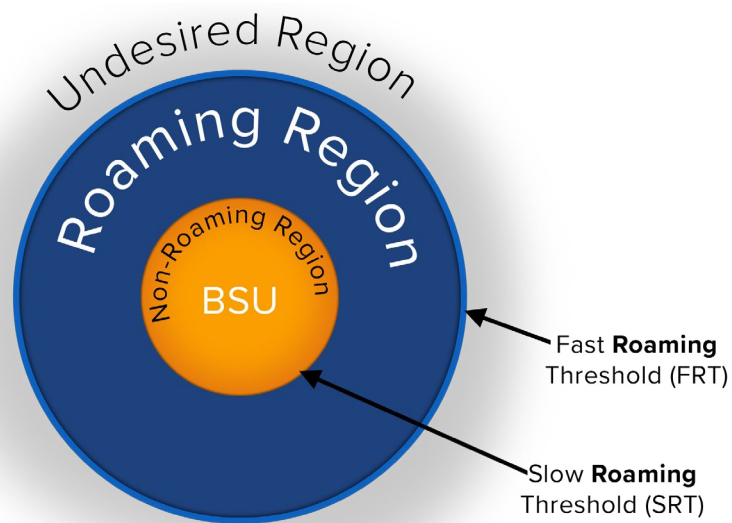 Undesired Region
Roaming Region
Non-Roaming Region
BSU
Fast Roaming
Threshold (FRT)
Slow Roaming
Threshold (SRT)